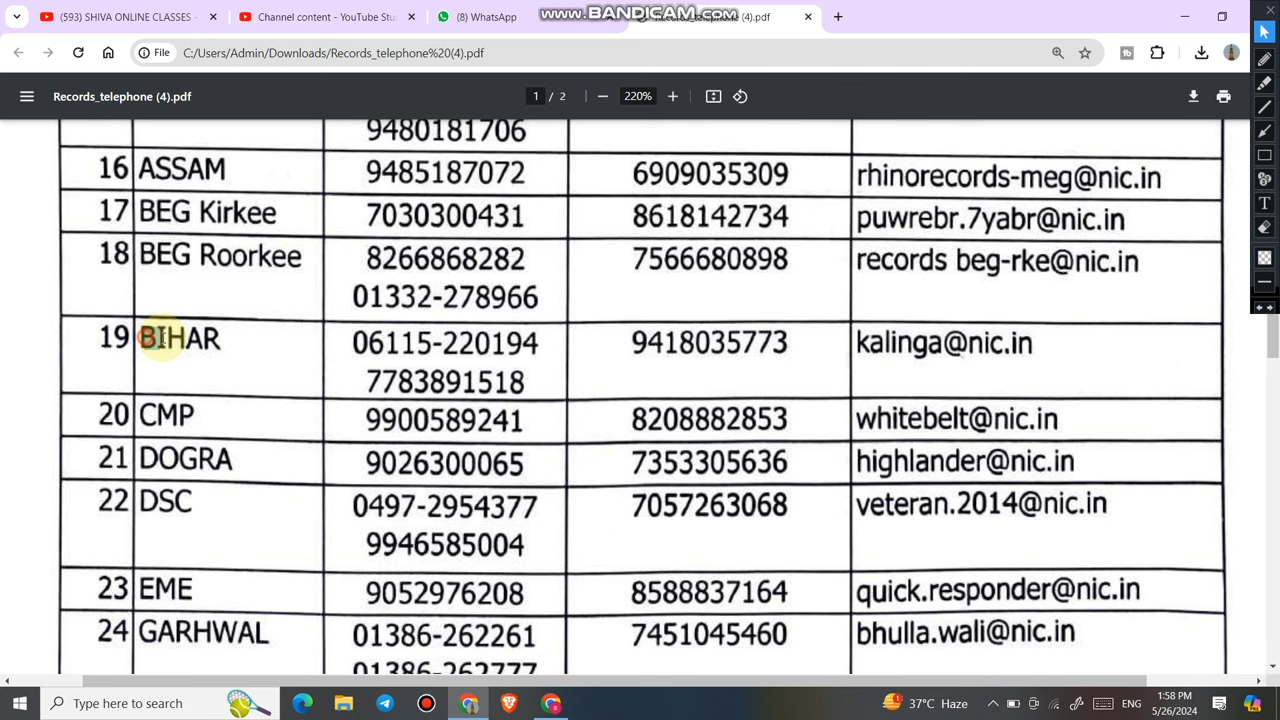 (593) SHIVA ONLINE CLASSES -
Channel content - YouTube Stu
(8) WhatsApp
Records_telephone (4).pdf
www.BANDICAM.com
File
C:/Users/Admin/Downloads/Records_telephone%20(4).pdf
Records_telephone (4).pdf
1 / 2
220%
9480181706
16 ASSAM 9485187072 6909035309 rhinorecords-meg@nic.in
17 BEG Kirkee 7030300431 8618142734 puwrebr.7yabr@nic.in
18 BEG Roorkee 8266868282 7566680898 records beg-rke@nic.in
01332-278966
19 BIHAR 06115-220194 9418035773 kalinga@nic.in
7783891518
20 CMP 9900589241 8208882853 whitebelt@nic.in
21 DOGRA 9026300065 7353305636 highlander@nic.in
22 DSC 0497-2954377 7057263068 veteran.2014@nic.in
9946585004
23 EME 9052976208 8588837164 quick.responder@nic.in
24 GARHWAL 01386-262261 7451045460 bhulla.wali@nic.in
01386-262777
Type here to search
37°C Haze
ENG
1:58 PM
5/26/2024